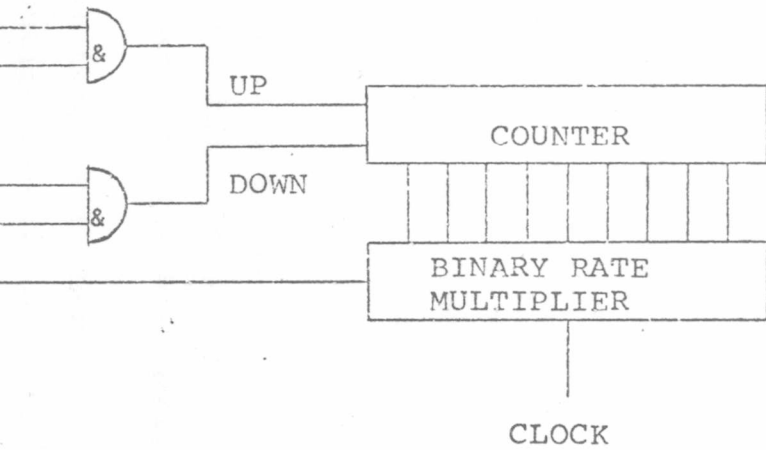 &
UP
COUNTER
DOWN
&
BINARY RATE
MULTIPLIER
CLOCK